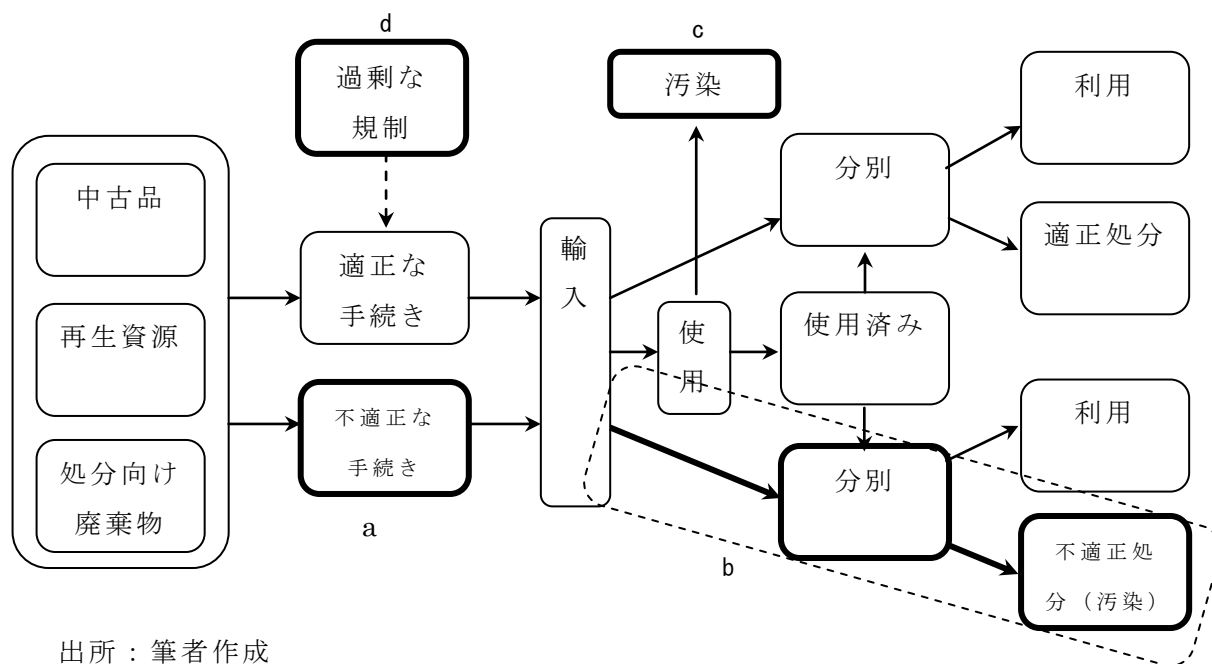 d
過剰な
規制
c
汚染
利用
中古品
再生資源
処分向け
廃棄物
適正な
手続き
不適正な
手続き
a
輸
入
使
用
分別
使用済み
適正処分
利用
分別
不適正処
分（汚染）
b
出所：筆者作成